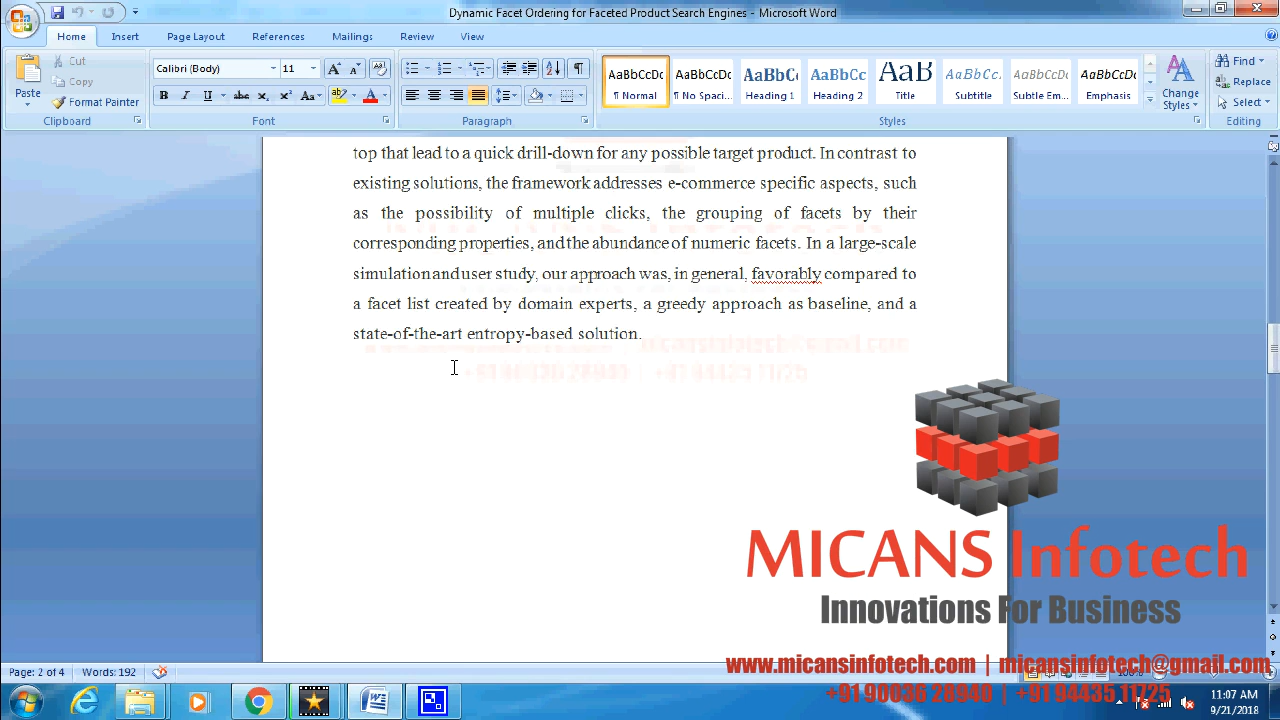 Dynamic Facet Ordering for Faceted Product Search Engines - Microsoft Word
Home Insert Page Layout References Mailings Review View
Paste
Cut
Copy
Format Painter
Clipboard
Calibri (Body) 11
Font
Paragraph
AaBbCcDc AaBbCcDc AaBbC AaBbCc AaB AaBbCc. AaBbCcDc AaBbCcDc
¶ Normal ¶ No Spaci... Heading 1 Heading 2 Title Subtitle Subtle Em... Emphasis
Change Styles
Styles
Find
Replace
Select
Editing
top that lead to a quick drill-down for any possible target product. In contrast to
existing solutions, the framework addresses e-commerce specific aspects, such
as the possibility of multiple clicks, the grouping of facets by their
corresponding properties, and the abundance of numeric facets. In a large-scale
simulation and user study, our approach was, in general, favorably compared to
a facet list created by domain experts, a greedy approach as baseline, and a
state-of-the-art entropy-based solution.
MICANS Infotech
Innovations For Business
www.micansinfotech.com | micansinfotech@gmail.com
+91 90036 28940 | +91 94435 11725
Page: 2 of 4 Words: 192
11:07 AM
9/21/2018